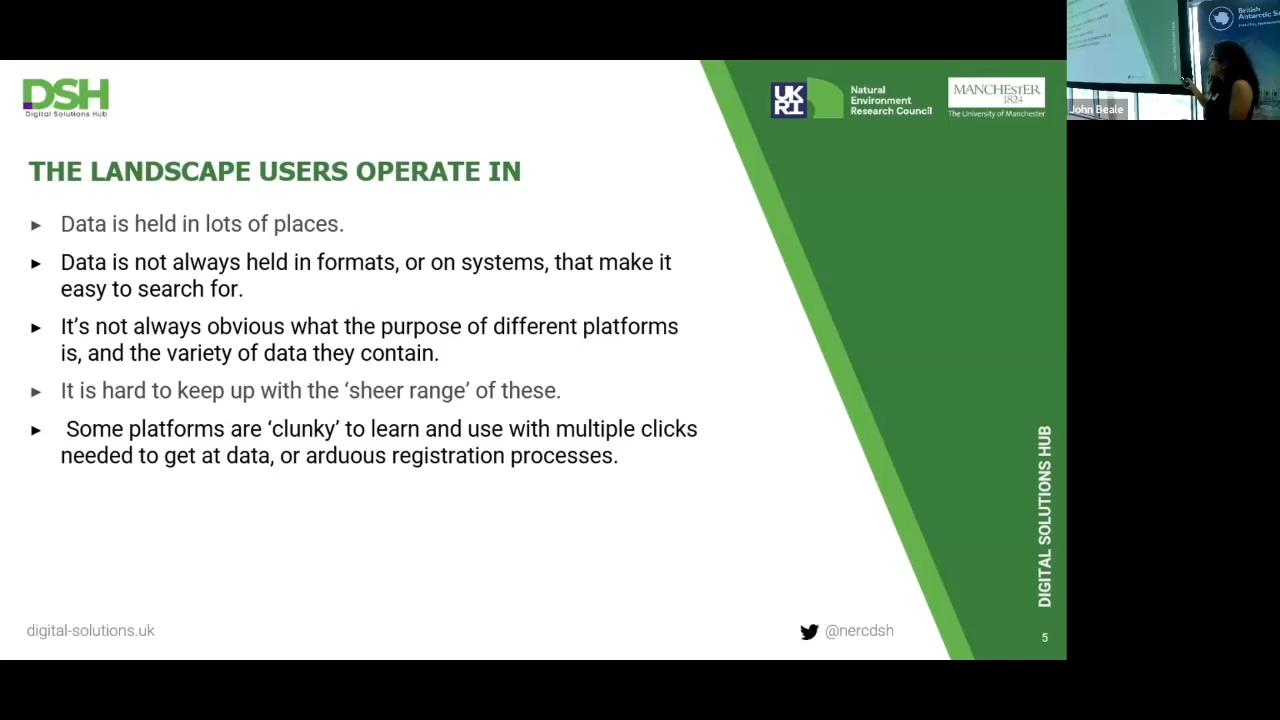 DSH
Digital Solutions Hub
UK
RI
Natural
Environment
Research Council
MANCHESTER
1824
The University of Manchester
British
John Beale
THE LANDSCAPE USERS OPERATE IN
► Data is held in lots of places.
► Data is not always held in formats, or on systems, that make it
easy to search for.
► It’s not always obvious what the purpose of different platforms
is, and the variety of data they contain.
► It is hard to keep up with the ‘sheer range’ of these.
► Some platforms are ‘clunky’ to learn and use with multiple clicks
needed to get at data, or arduous registration processes.
DIGITAL SOLUTIONS HUB
digital-solutions.uk
@nercdsh
5